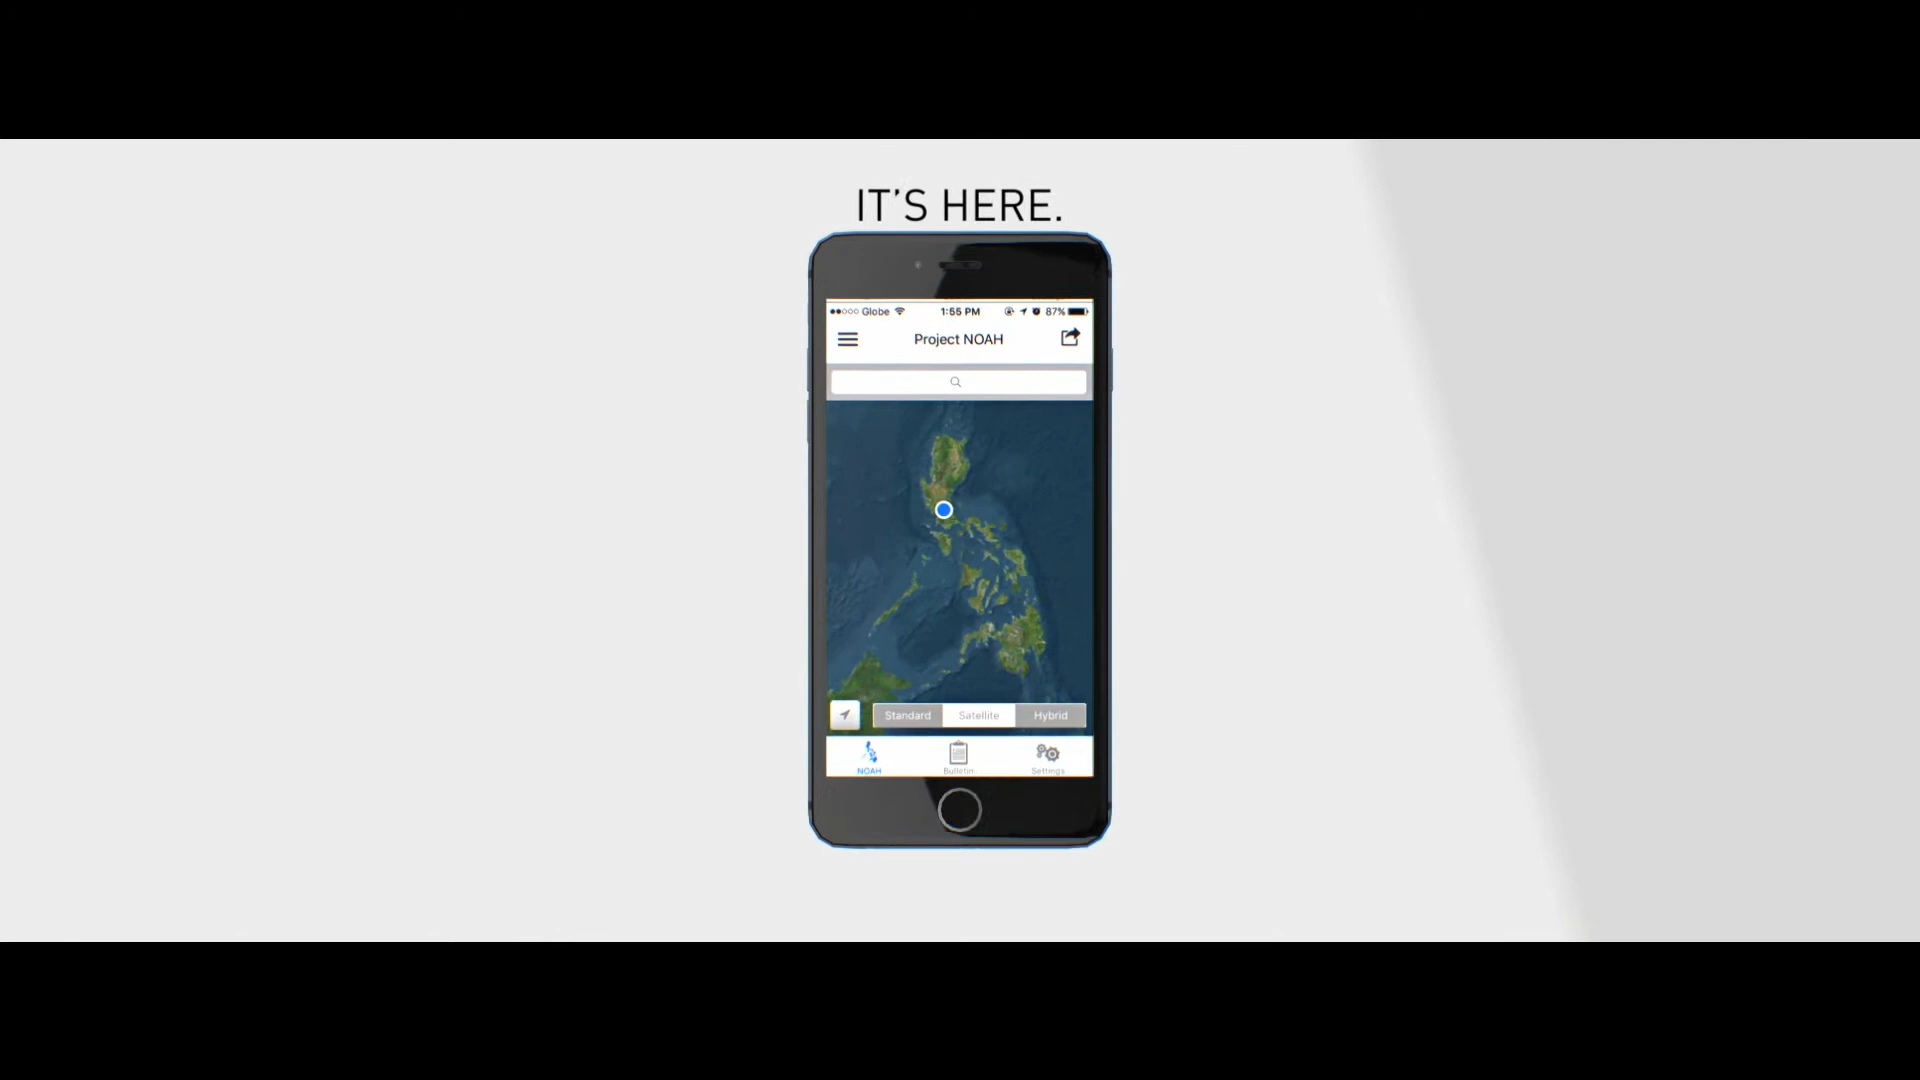 IT'S HERE.
Globe 1:55 PM 87%
Project NOAH
Standard Satellite Hybrid
NOAH Bulletin Settings